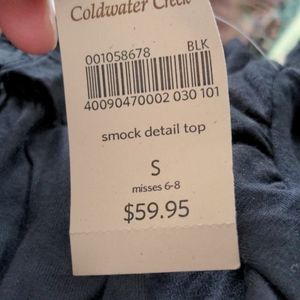 Coldwater Creek
001058678 BLK
40090470002 030 101
smock detail top
S
misses 6-8
$59.95